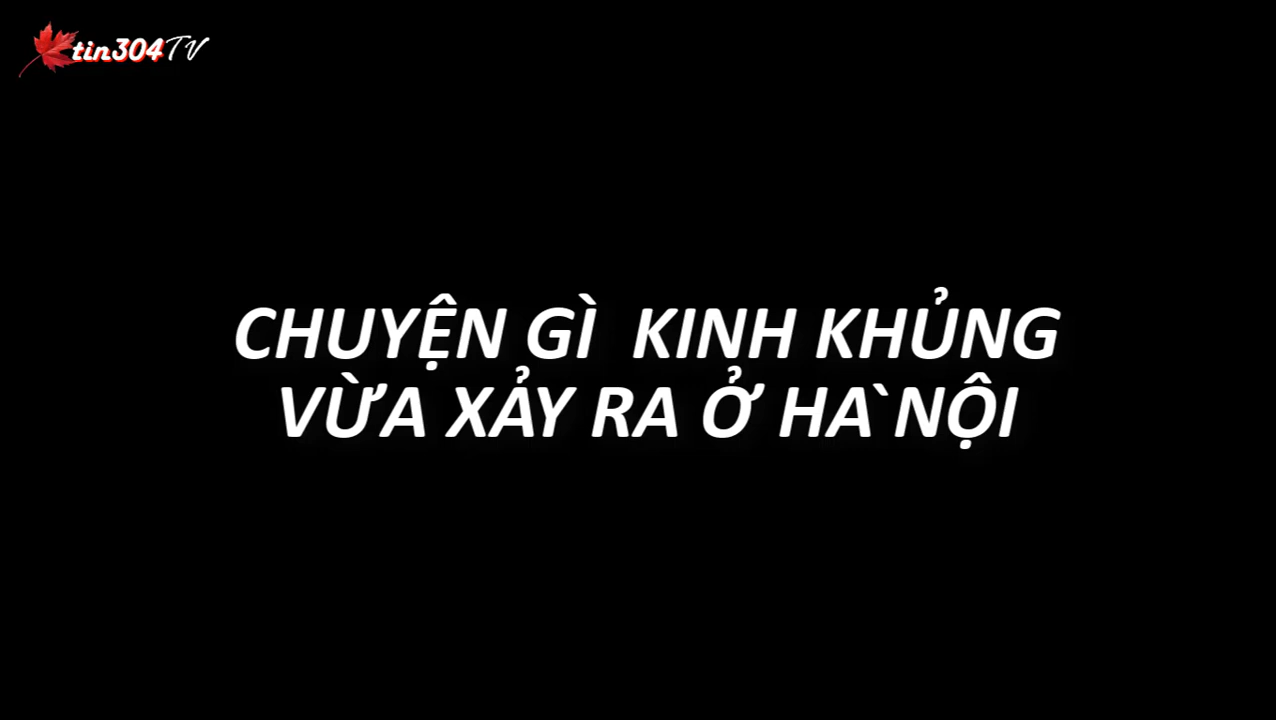 tin304TV
CHUYỆN GÌ KINH KHỦNG
VỪA XẢY RA Ở HA`NỘI